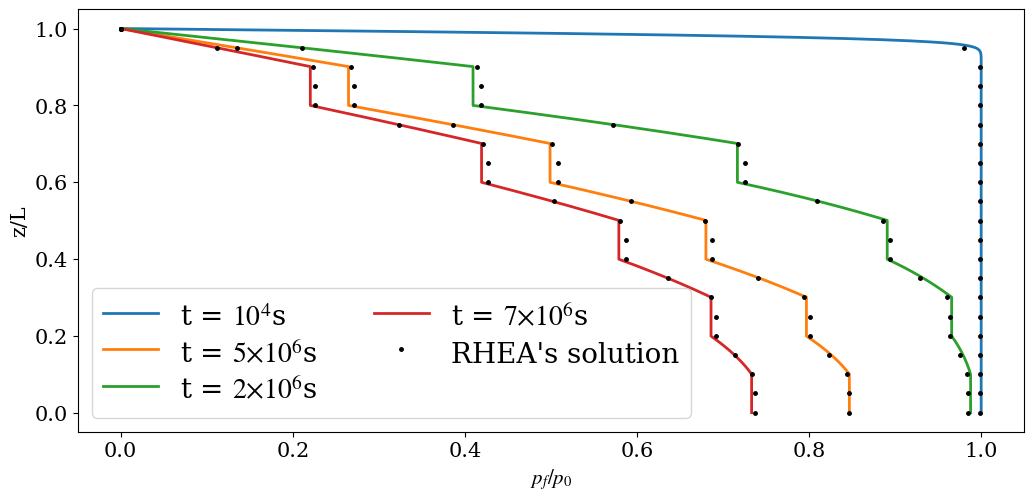 1.0
0.8
0.6
0.4
0.2
0.0
z/L
t = 10⁴s
t = 5×10⁶s
t = 2×10⁶s
t = 7×10⁶s
RHEA's solution
0.0 0.2 0.4 0.6 0.8 1.0
p_f/p_0